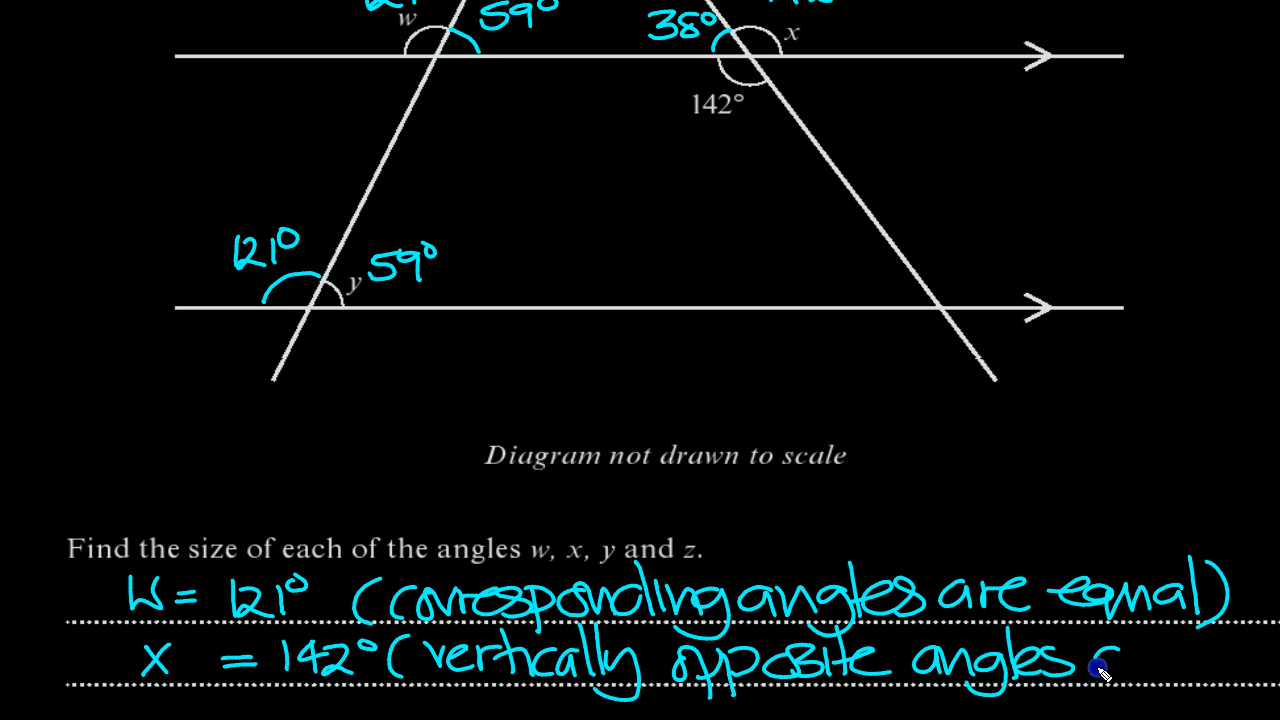 w 59° 38° x
142°
121° y 59°
Diagram not drawn to scale
Find the size of each of the angles w, x, y and z.
W = 121° (corresponding angles are equal)
x = 142° (vertically opposite angles